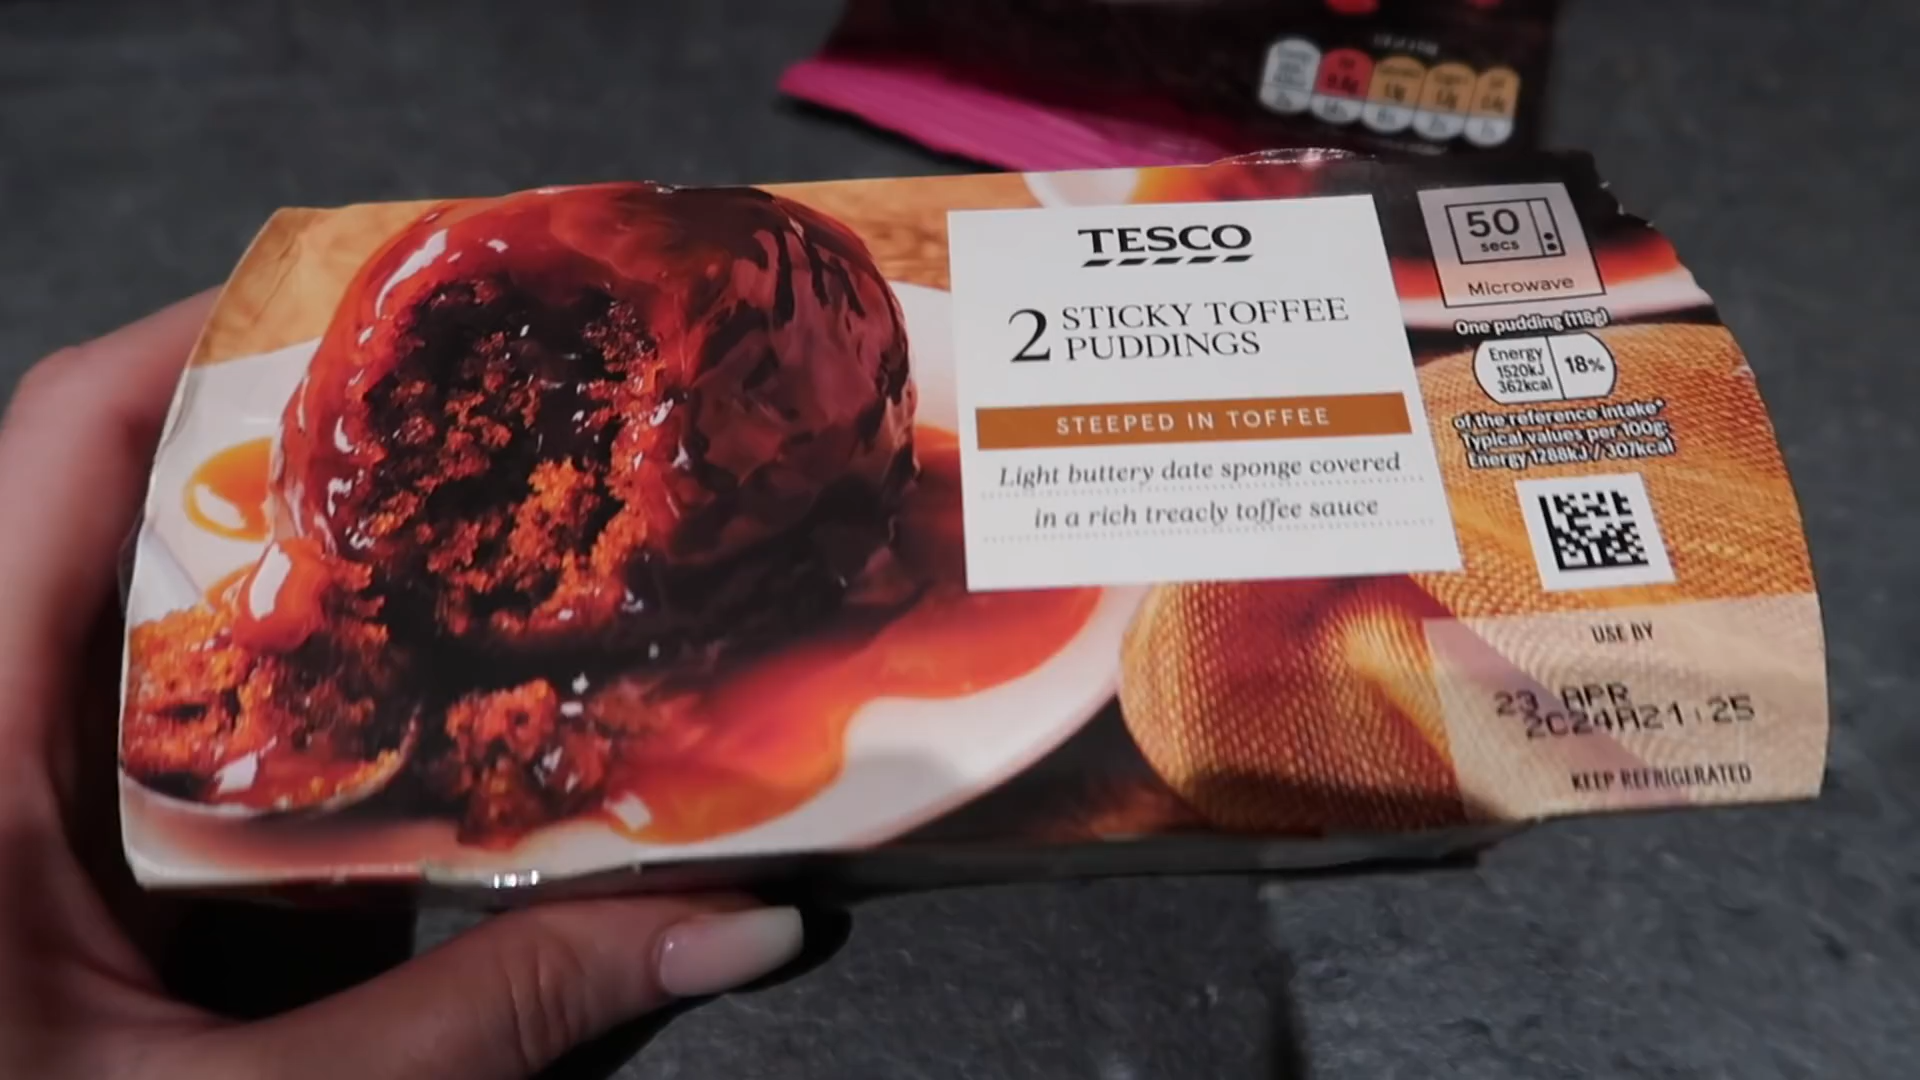 TESCO
2 STICKY TOFFEE
PUDDINGS
STEEPED IN TOFFEE
Light buttery date sponge covered
in a rich treacly toffee sauce
50
secs
Microwave
One pudding (118g)
Energy
1520kJ
362kcal
18%
of the reference intake*
Typical values per 100g:
Energy 1288kJ / 307kcal
USE BY
23 APR
2024A21:25
KEEP REFRIGERATED